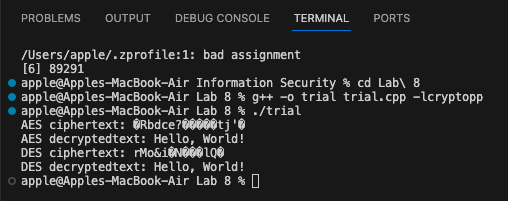 PROBLEMS OUTPUT DEBUG CONSOLE TERMINAL PORTS
/Users/apple/.zprofile:1: bad assignment
[6] 89291
apple@Apples-MacBook-Air Information Security % cd Lab\ 8
apple@Apples-MacBook-Air Lab 8 % g++ -o trial trial.cpp -lcryptopp
apple@Apples-MacBook-Air Lab 8 % ./trial
AES ciphertext: �Rbdce?�����tj'�
AES decryptedtext: Hello, World!
DES ciphertext: rMo&i�N���lQ�
DES decryptedtext: Hello, World!
apple@Apples-MacBook-Air Lab 8 %